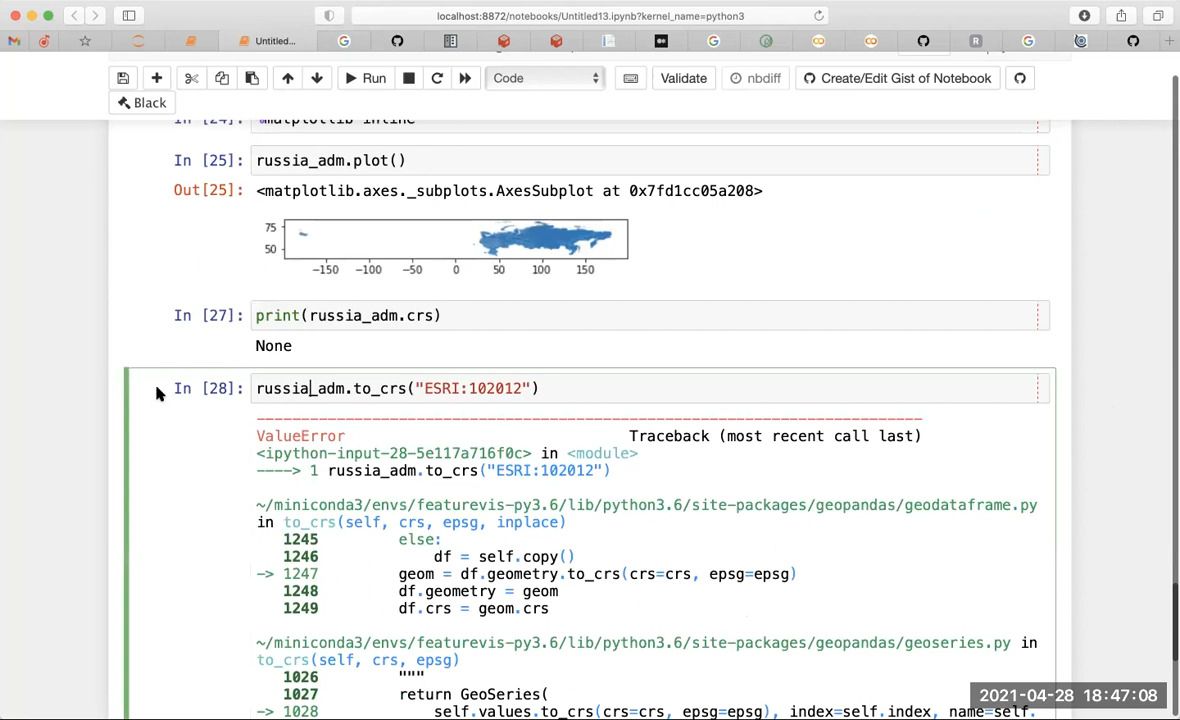 localhost:8872/notebooks/Untitled13.ipynb?kernel_name=python3
Untitled...
Run
Code
Validate
nbdiff
Create/Edit Gist of Notebook
Black
In [24]: %matplotlib inline
In [25]: russia_adm.plot()
Out[25]: <matplotlib.axes._subplots.AxesSubplot at 0x7fd1cc05a208>
75
50
−150 −100 −50 0 50 100 150
In [27]: print(russia_adm.crs)
None
In [28]: russia_adm.to_crs("ESRI:102012")
ValueError Traceback (most recent call last)
<ipython-input-28-5e117a716f0c> in <module>
----> 1 russia_adm.to_crs("ESRI:102012")
~/miniconda3/envs/featurevis-py3.6/lib/python3.6/site-packages/geopandas/geodataframe.py
in to_crs(self, crs, epsg, inplace)
1245 else:
1246 df = self.copy()
-> 1247 geom = df.geometry.to_crs(crs=crs, epsg=epsg)
1248 df.geometry = geom
1249 df.crs = geom.crs
~/miniconda3/envs/featurevis-py3.6/lib/python3.6/site-packages/geopandas/geoseries.py in
to_crs(self, crs, epsg)
1026 """
1027 return GeoSeries(
-> 1028 self.values.to_crs(crs=crs, epsg=epsg), index=self.index, name=self.
2021-04-28 18:47:08